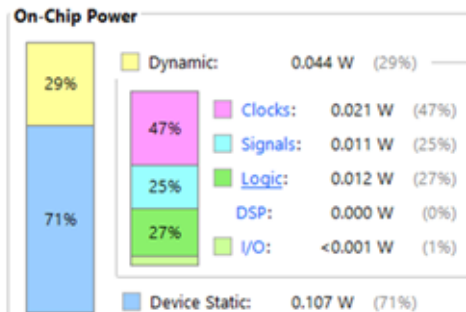 On-Chip Power
29%
71%
Dynamic: 0.044 W (29%)
47%
25%
27%
Clocks: 0.021 W (47%)
Signals: 0.011 W (25%)
Logic: 0.012 W (27%)
DSP: 0.000 W (0%)
I/O: <0.001 W (1%)
Device Static: 0.107 W (71%)